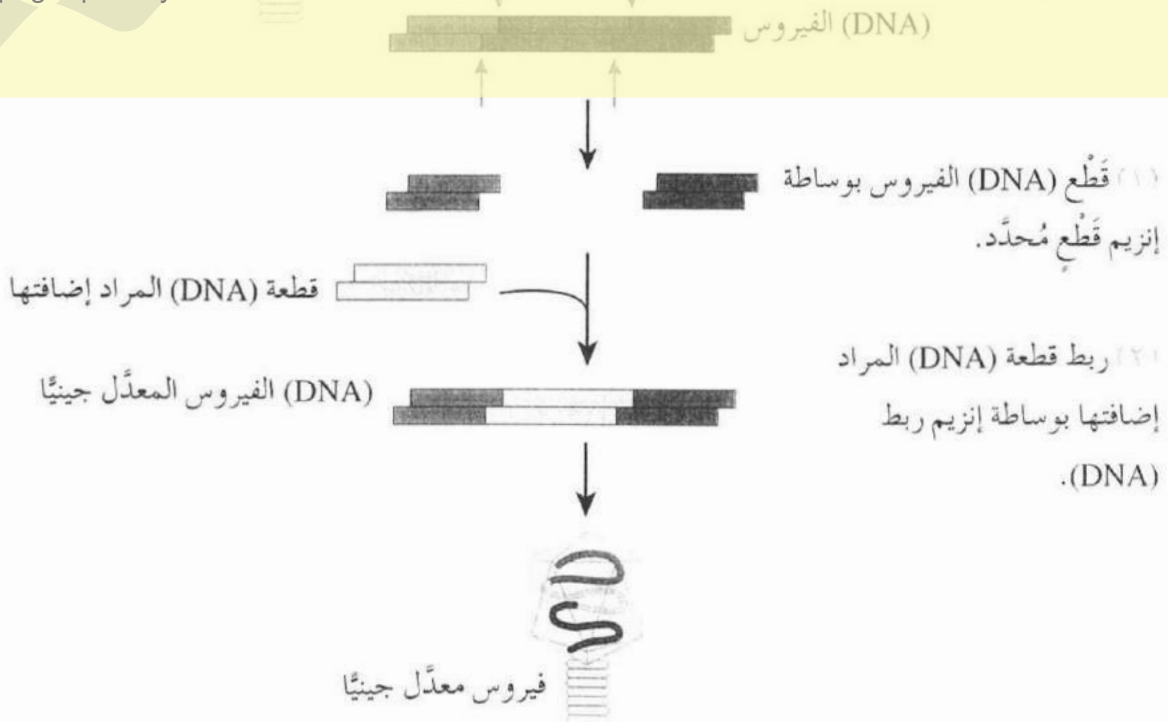 (DNA) الفيروس
(١) قَطْع (DNA) الفيروس بوساطة
إنزيم قَطْعٍ مُحدَّد.
قطعة (DNA) المراد إضافتها
(٢) ربط قطعة (DNA) المراد
إضافتها بوساطة إنزيم ربط
(DNA).
(DNA) الفيروس المعدَّل جينيًّا
فيروس معدَّل جينيًّا